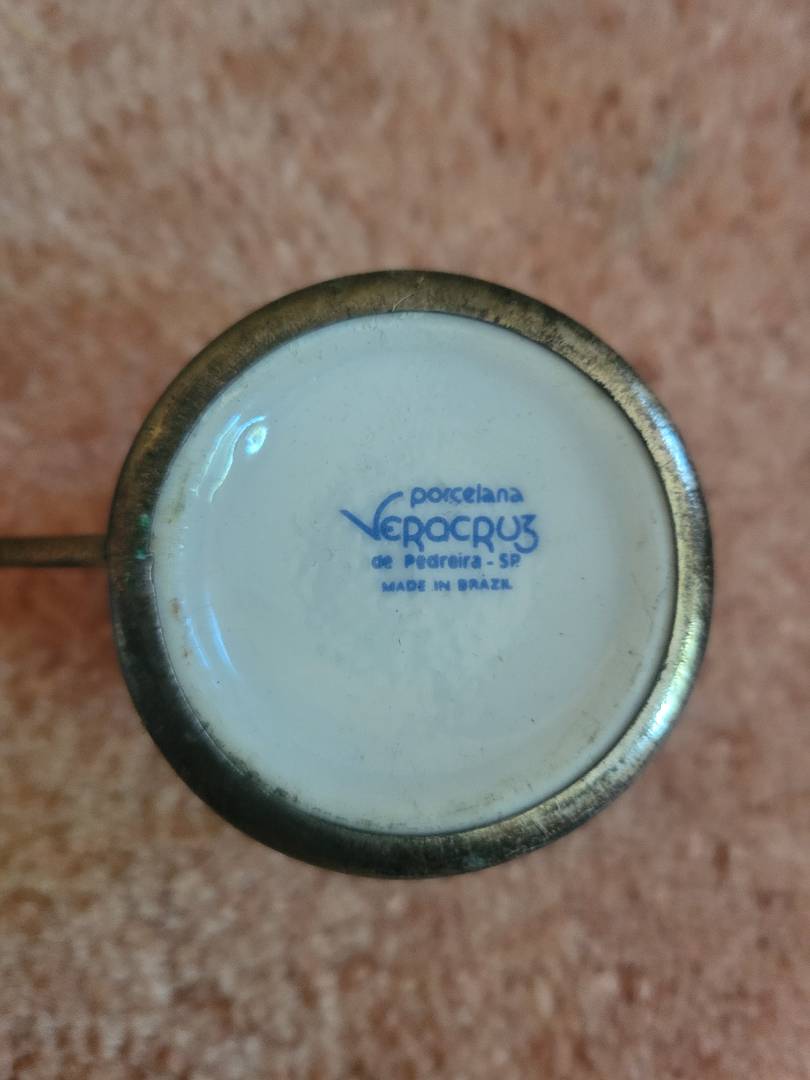 porcelana
VERACRUZ
de Pedreira - SP.
MADE IN BRAZIL